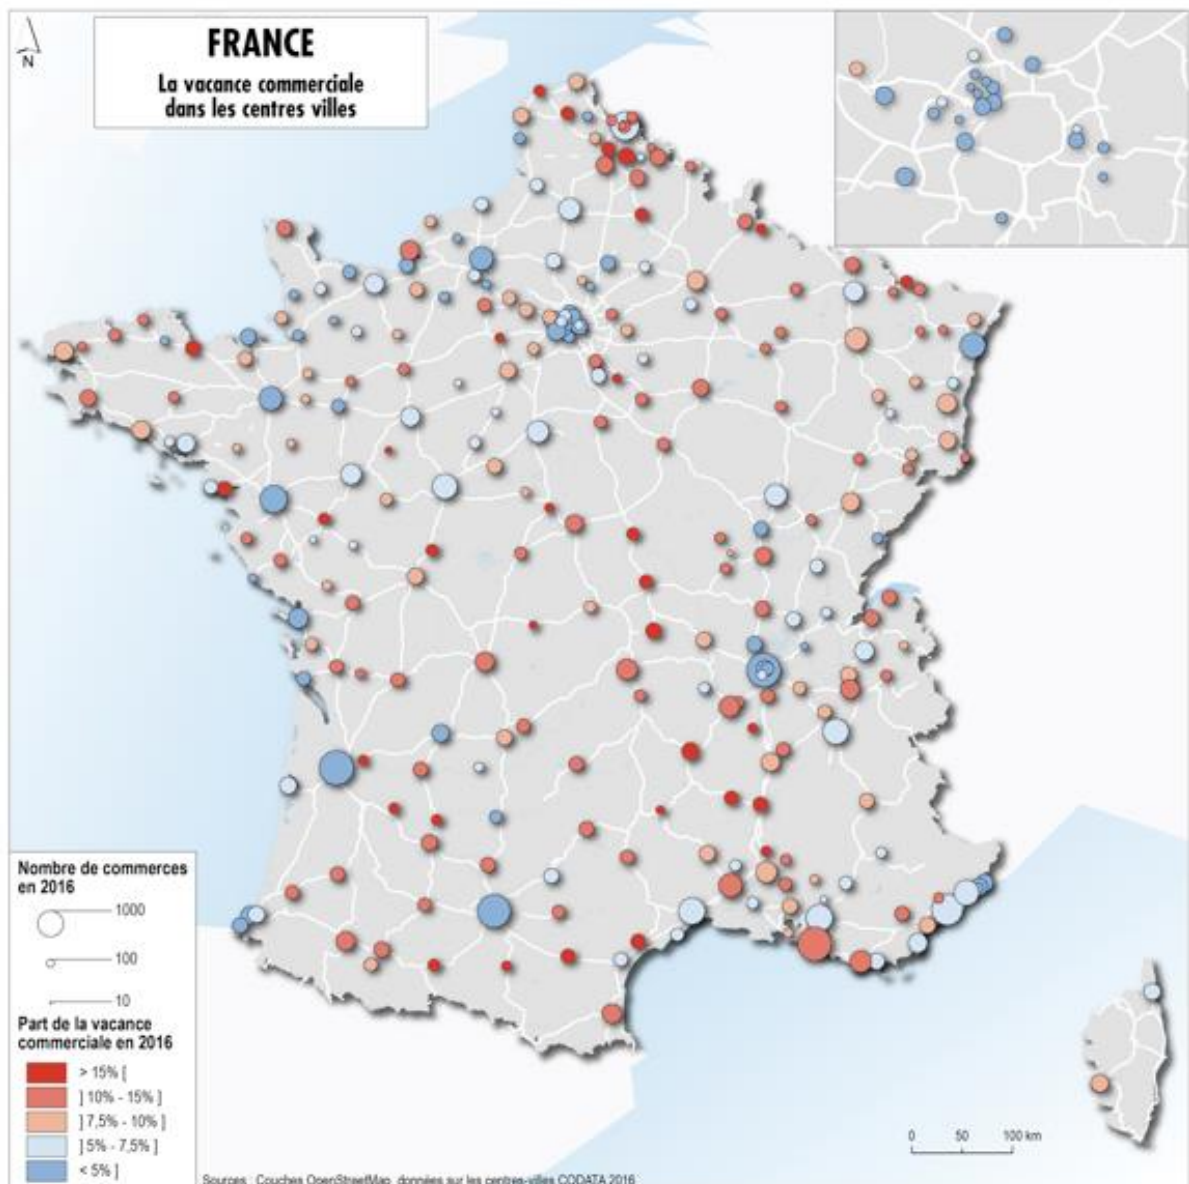 N
FRANCE
La vacance commerciale
dans les centres villes
Nombre de commerces
en 2016
1000
100
10
Part de la vacance
commerciale en 2016
> 15% [
] 10% - 15% ]
] 7,5% - 10% ]
] 5% - 7,5% ]
< 5% ]
0 50 100 km
Sources : Couches OpenStreetMap, données sur les centres-villes CODATA 2016